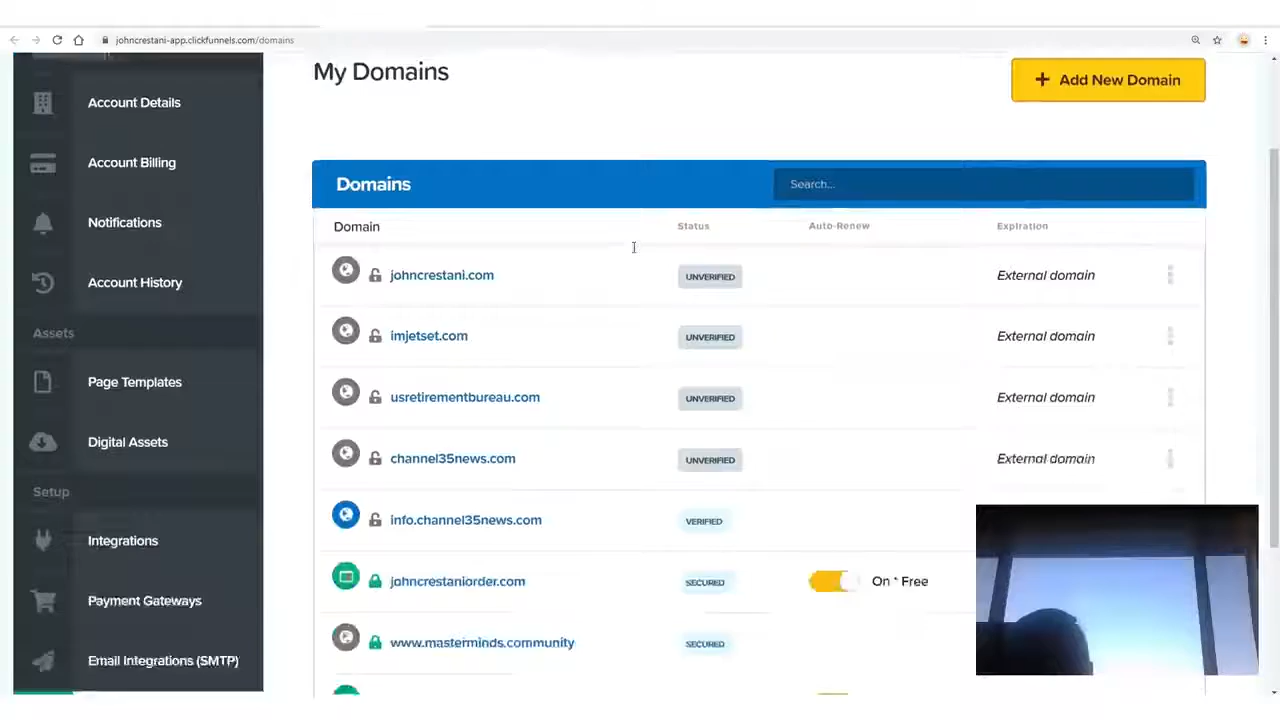 johncrestani-app.clickfunnels.com/domains
Account Details
Account Billing
Notifications
Account History
Assets
Page Templates
Digital Assets
Setup
Integrations
Payment Gateways
Email Integrations (SMTP)
My Domains
+ Add New Domain
Domains
Search...
Domain Status Auto-Renew Expiration
johncrestani.com UNVERIFIED External domain
imjetset.com UNVERIFIED External domain
usretirementbureau.com UNVERIFIED External domain
channel35news.com UNVERIFIED External domain
info.channel35news.com VERIFIED
johncrestaniorder.com SECURED On * Free
www.masterminds.community SECURED